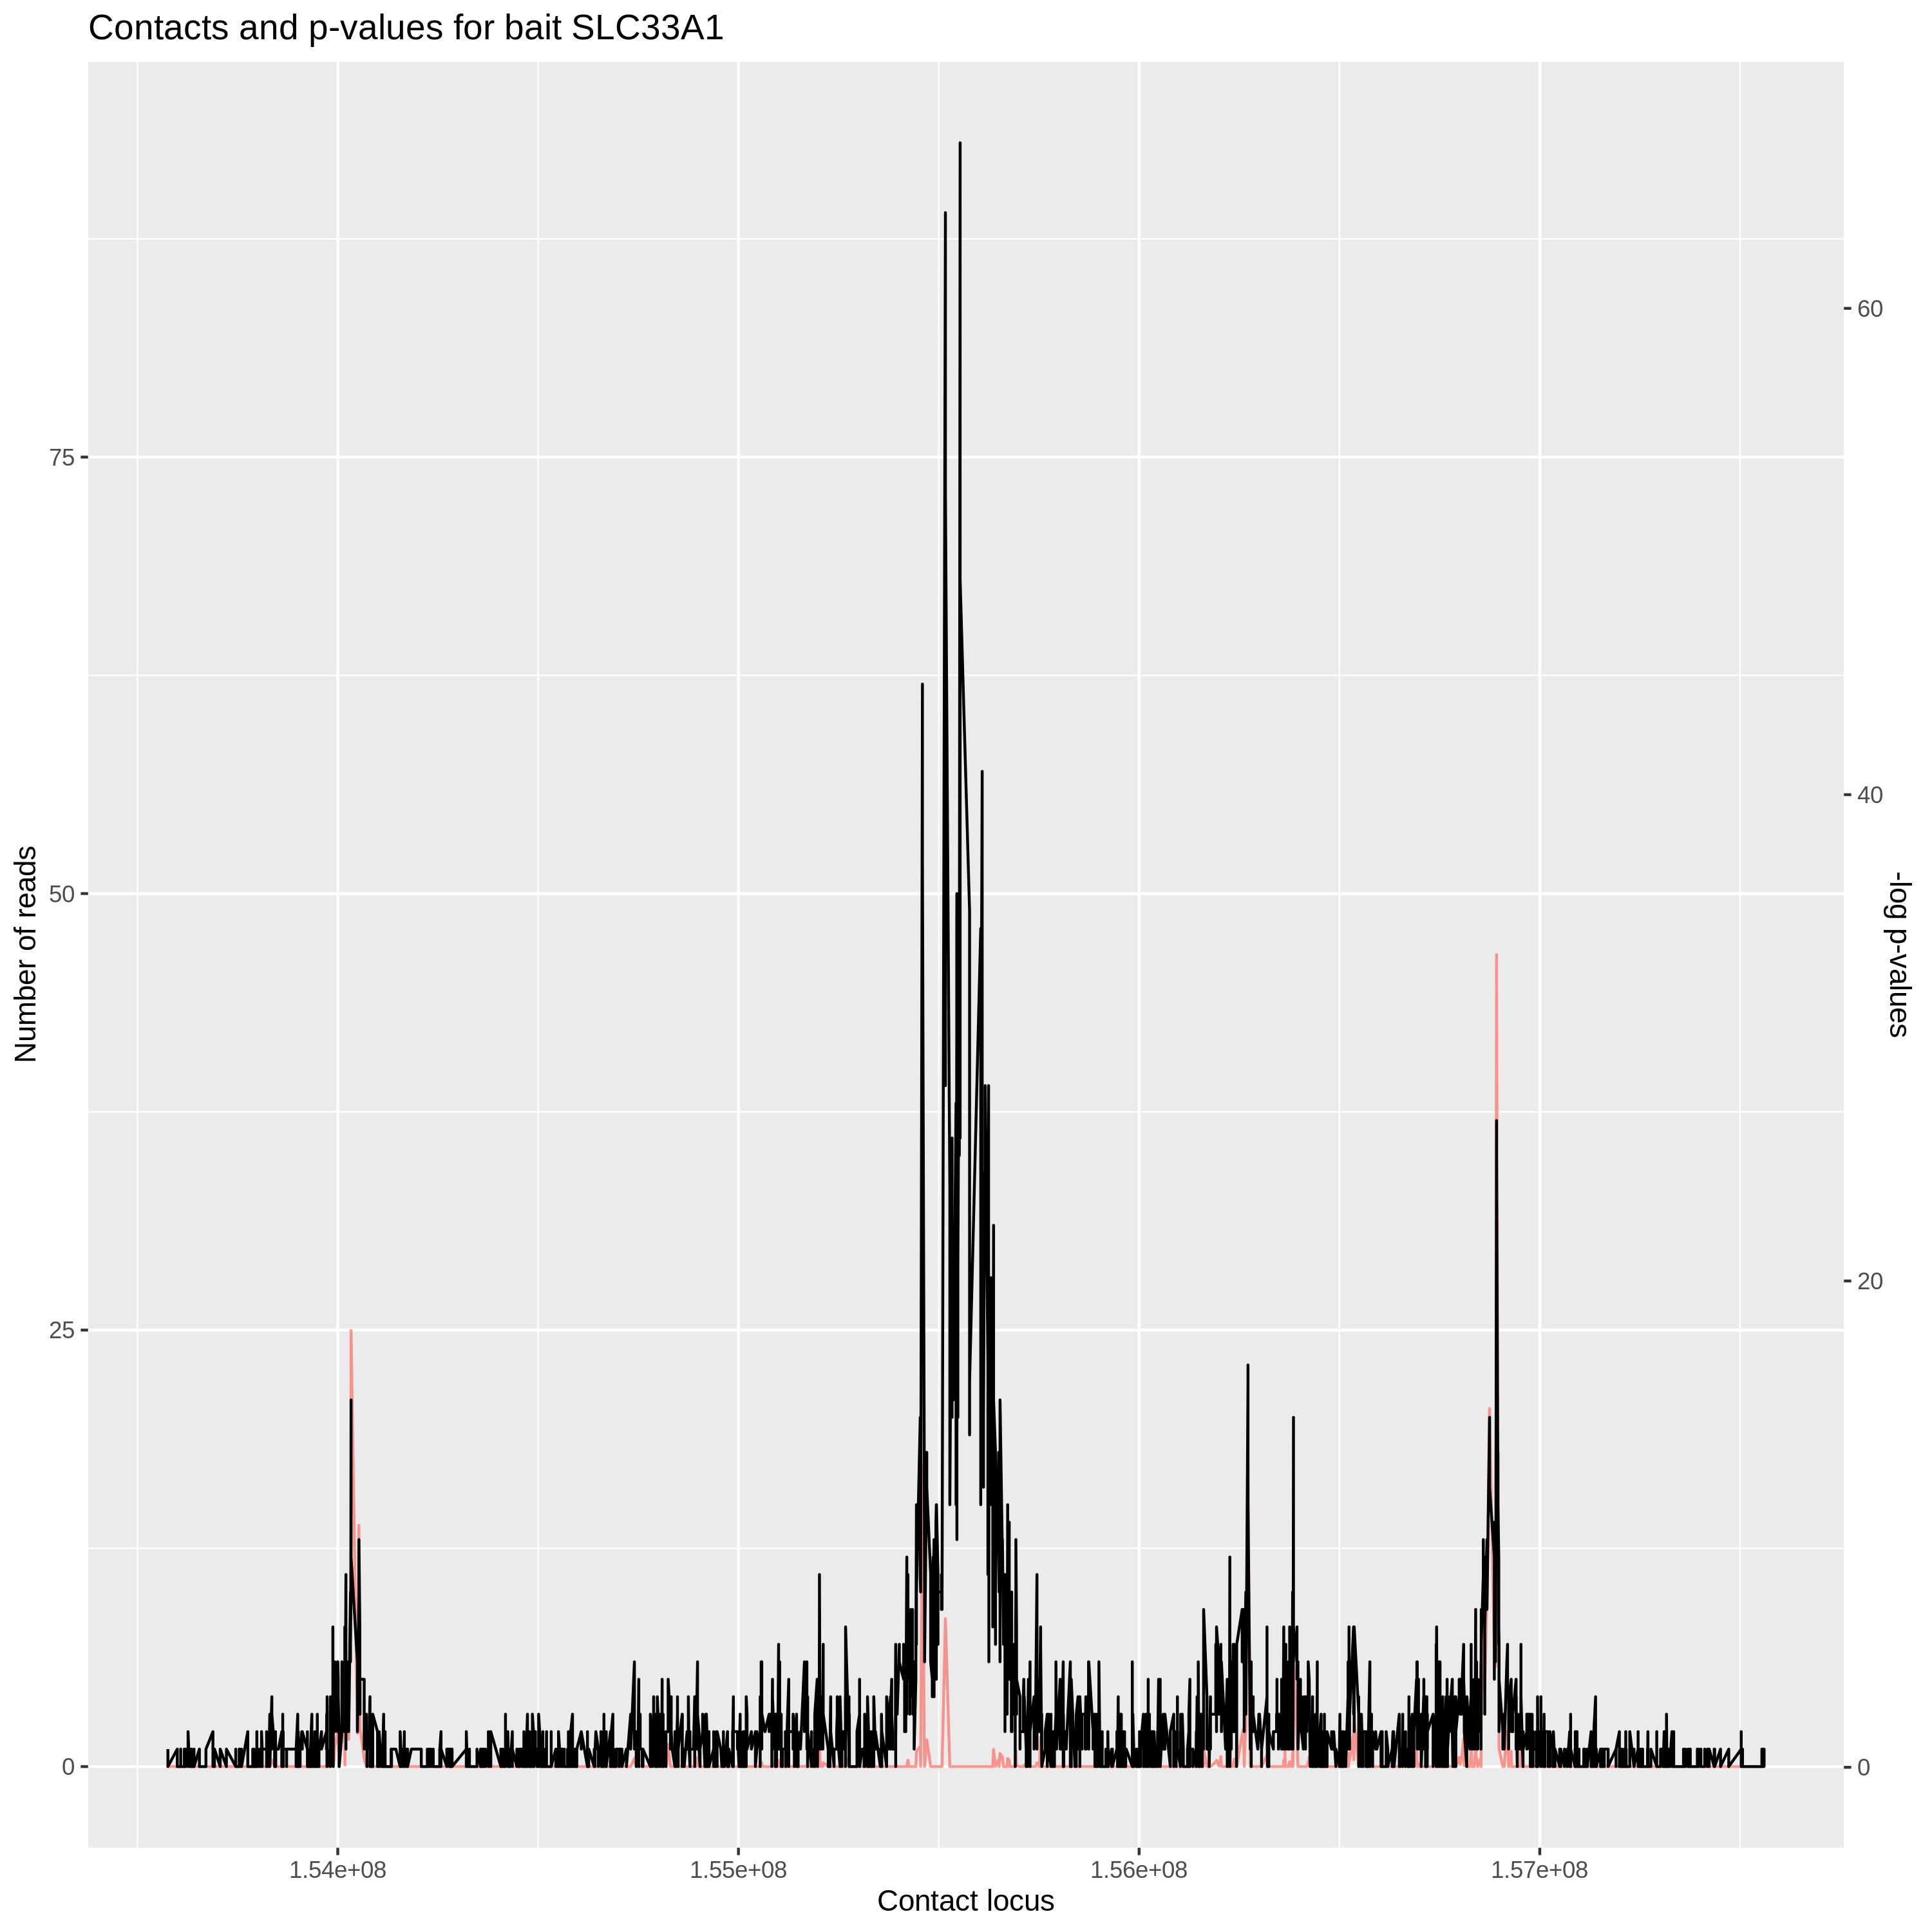 Contacts and p-values for bait SLC33A1
Number of reads
75
50
25
0
60
40
20
0
-log p-values
1.54e+08 1.55e+08 1.56e+08 1.57e+08
Contact locus